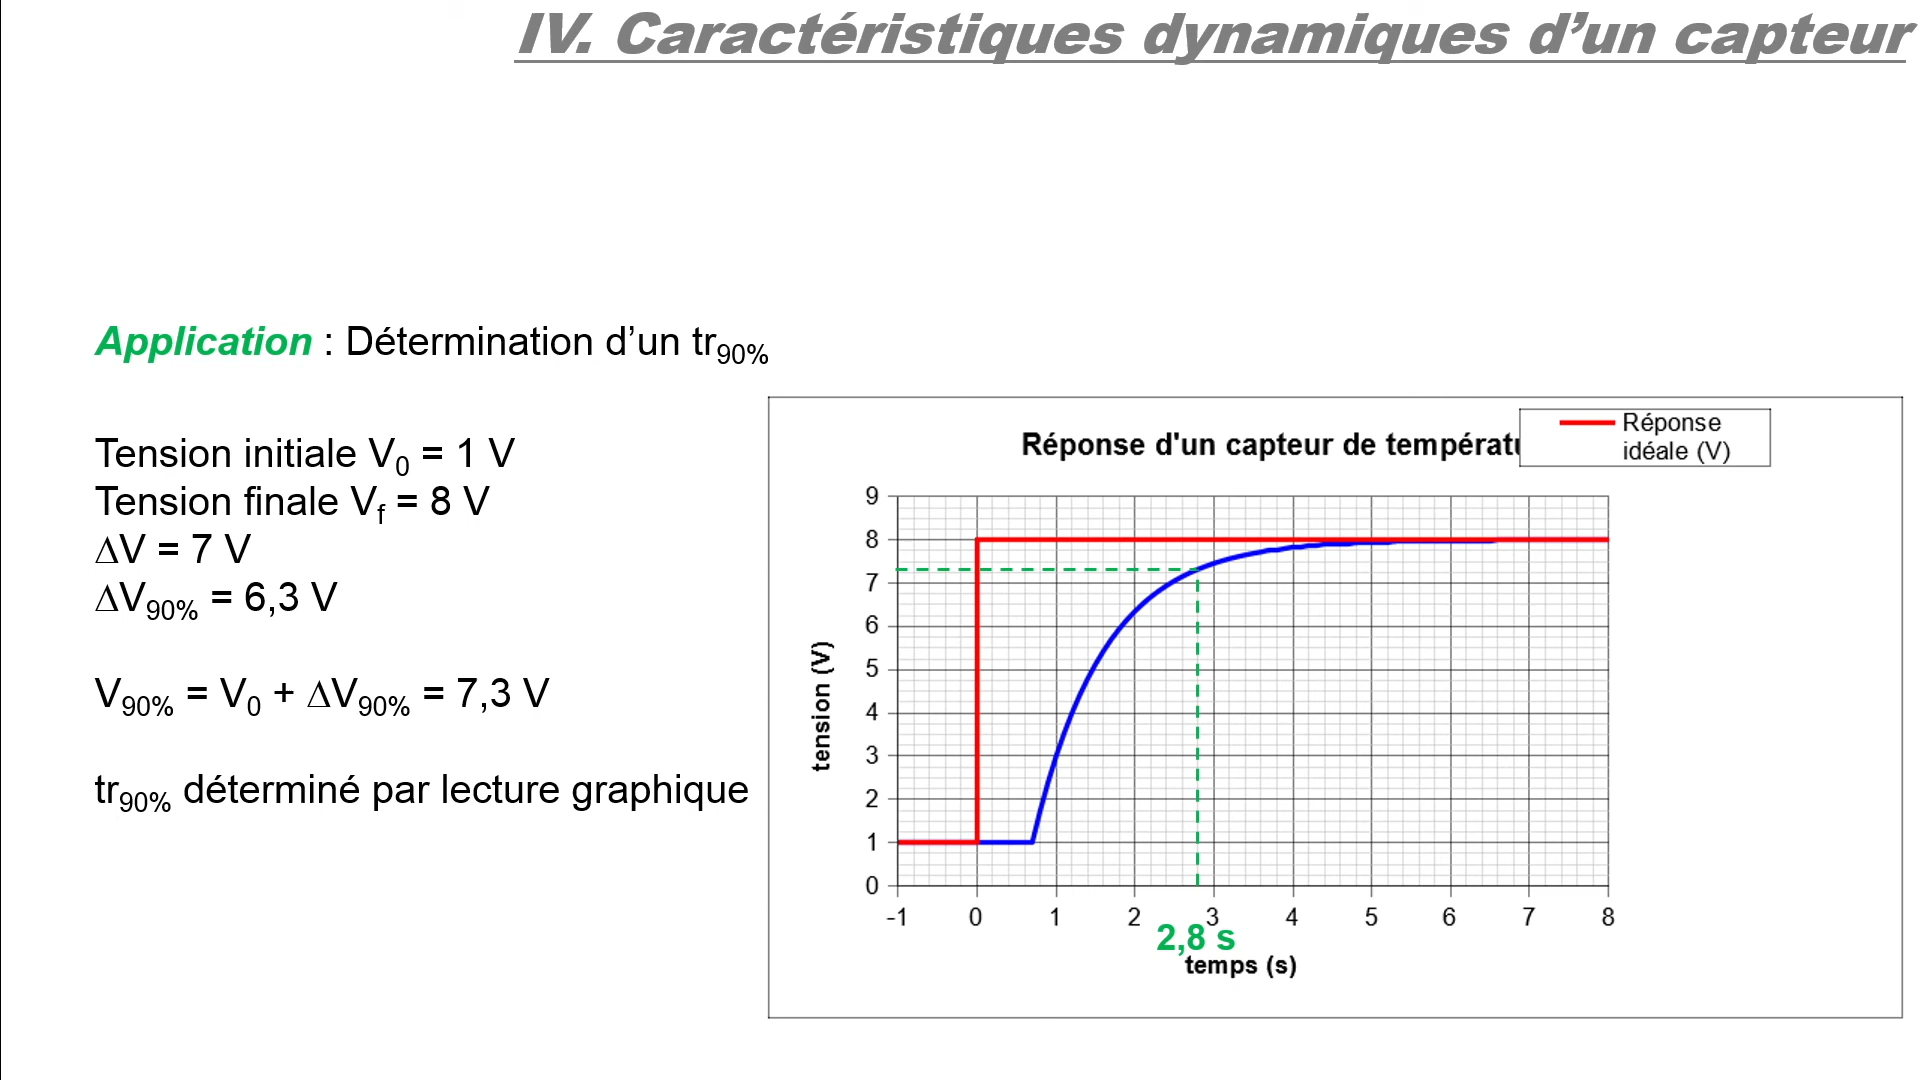 IV. Caractéristiques dynamiques d’un capteur
Application : Détermination d’un tr90%
Tension initiale V0 = 1 V
Tension finale Vf = 8 V
∆V = 7 V
∆V90% = 6,3 V
V90% = V0 + ∆V90% = 7,3 V
tr90% déterminé par lecture graphique
Réponse d'un capteur de températu
Réponse
idéale (V)
9
8
7
6
5
4
3
2
1
0
tension (V)
-1 0 1 2 3 4 5 6 7 8
2,8 s
temps (s)